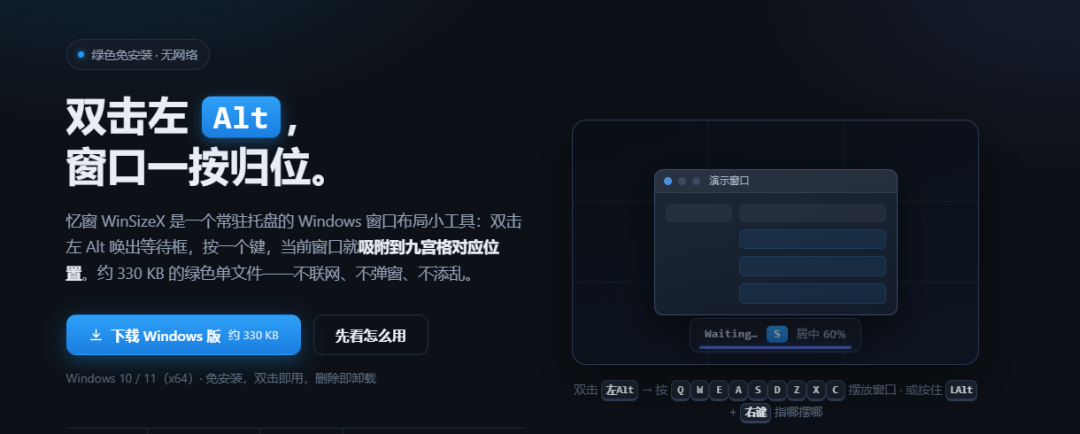 绿色免安装 · 无网络
双击左 Alt ，
窗口一按归位。
忆窗 WinSizeX 是一个常驻托盘的 Windows 窗口布局小工具：双击
左 Alt 唤出等待框，按一个键，当前窗口就吸附到九宫格对应位
置。约 330 KB 的绿色单文件——不联网、不弹窗、不添乱。
下载 Windows 版 约 330 KB
先看怎么用
Windows 10 / 11（x64）· 免安装，双击即用，删除即卸载
演示窗口
Waiting… S 居中 60%
双击 左Alt → 按 Q W E A S D Z X C 摆放窗口 · 或按住 LAlt
+ 右键 指哪摆哪